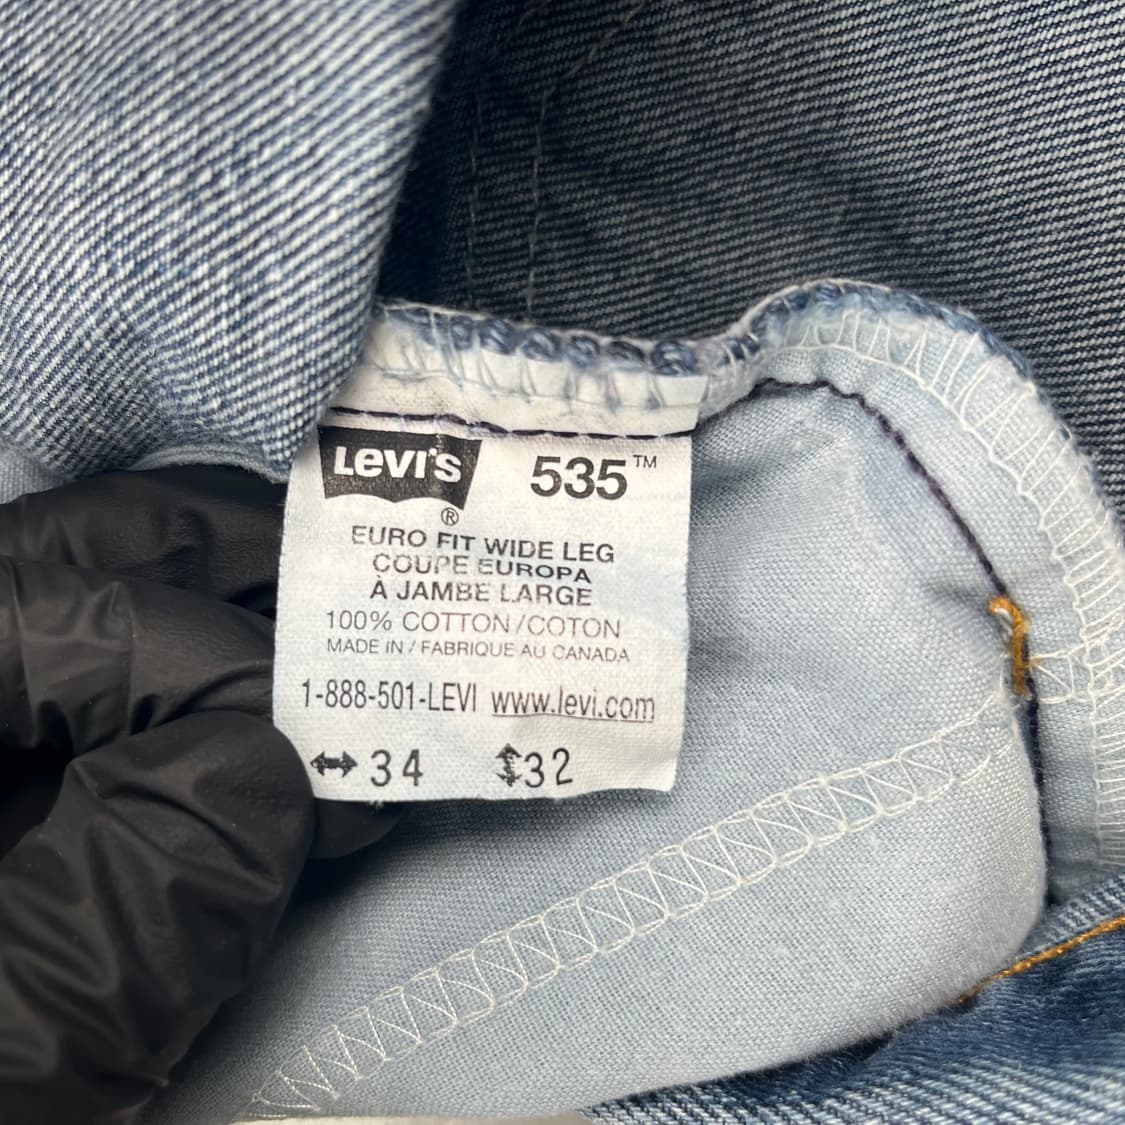 Levi's 535™
®
EURO FIT WIDE LEG
COUPE EUROPA
À JAMBE LARGE
100% COTTON/COTON
MADE IN / FABRIQUE AU CANADA
1-888-501-LEVI www.levi.com
↔34 ↕32